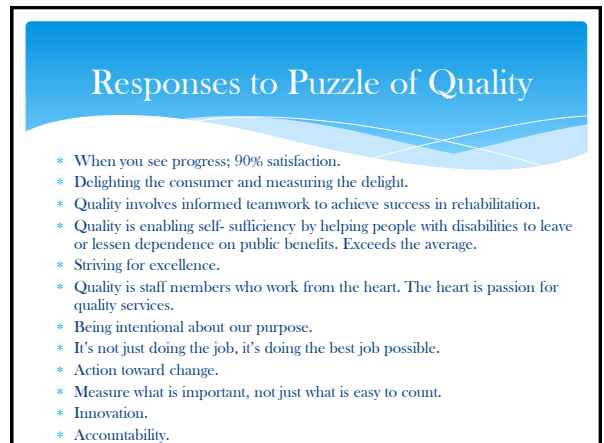 Responses to Puzzle of Quality
* When you see progress; 90% satisfaction.
* Delighting the consumer and measuring the delight.
* Quality involves informed teamwork to achieve success in rehabilitation.
* Quality is enabling self- sufficiency by helping people with disabilities to leave
or lessen dependence on public benefits. Exceeds the average.
* Striving for excellence.
* Quality is staff members who work from the heart. The heart is passion for
quality services.
* Being intentional about our purpose.
* It's not just doing the job, it's doing the best job possible.
* Action toward change.
* Measure what is important, not just what is easy to count.
* Innovation.
* Accountability.